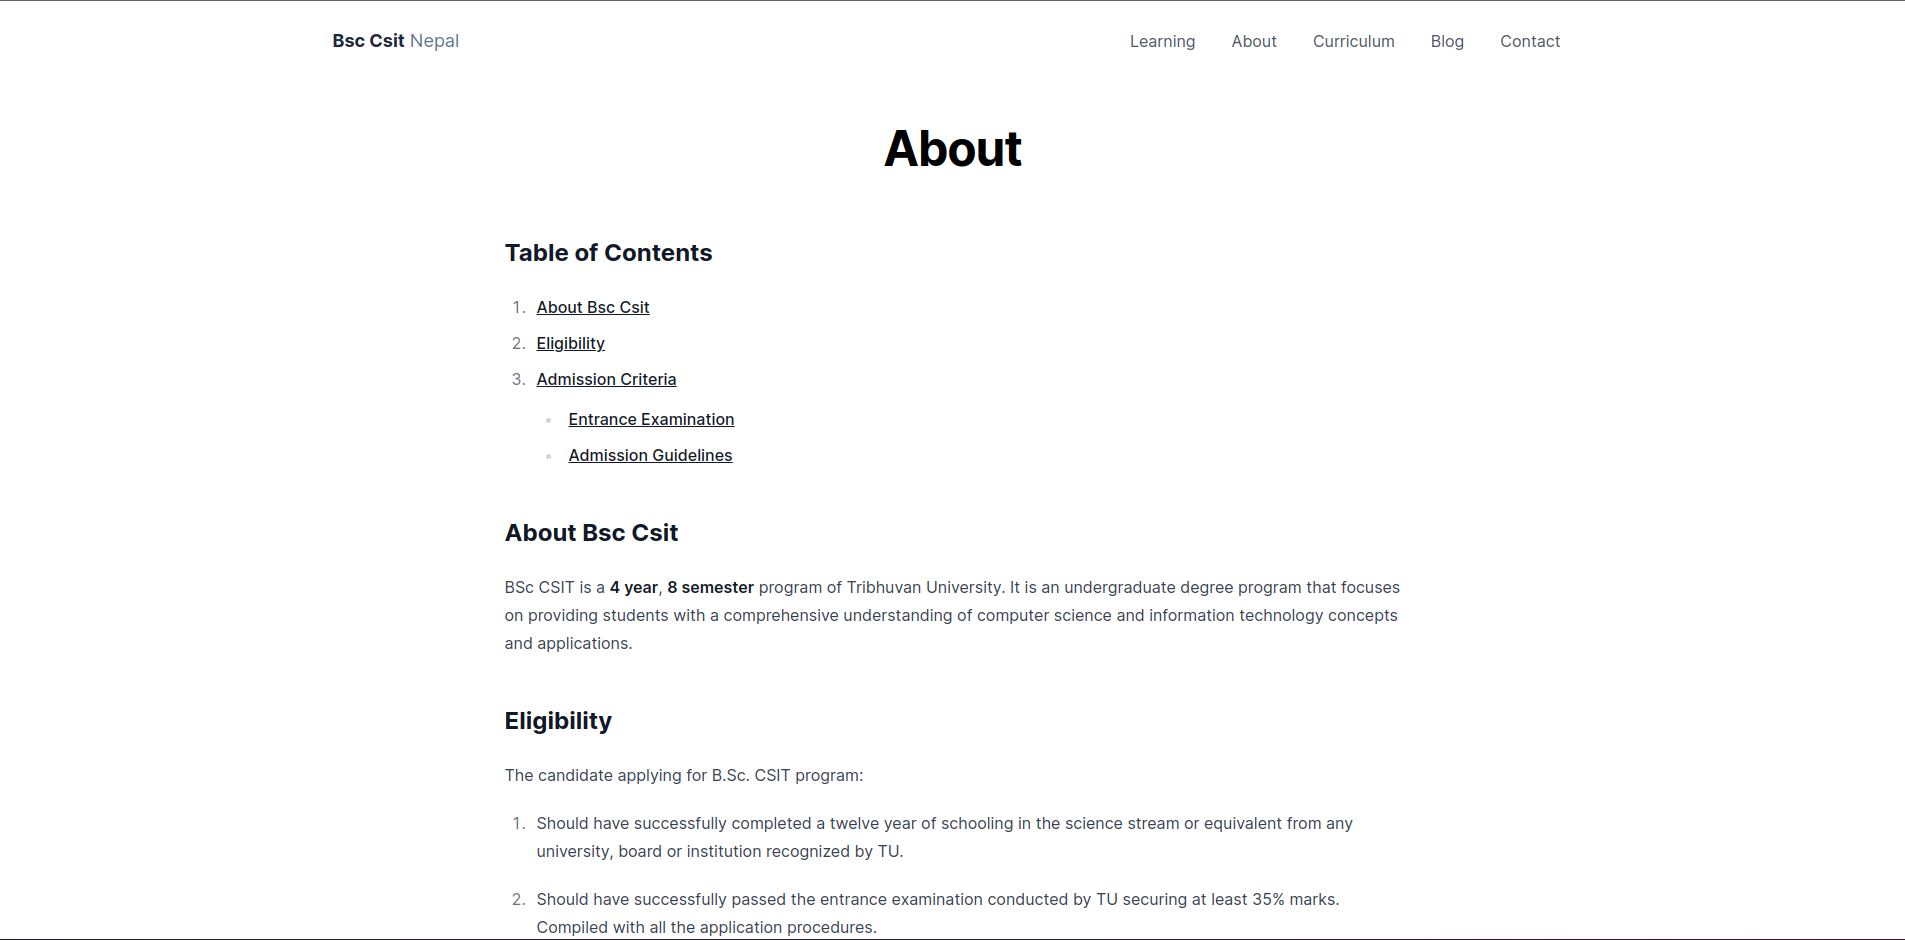 Bsc Csit Nepal
Learning About Curriculum Blog Contact
About
Table of Contents
1. About Bsc Csit
2. Eligibility
3. Admission Criteria
• Entrance Examination
• Admission Guidelines
About Bsc Csit
BSc CSIT is a 4 year, 8 semester program of Tribhuvan University. It is an undergraduate degree program that focuses
on providing students with a comprehensive understanding of computer science and information technology concepts
and applications.
Eligibility
The candidate applying for B.Sc. CSIT program:
1. Should have successfully completed a twelve year of schooling in the science stream or equivalent from any
university, board or institution recognized by TU.
2. Should have successfully passed the entrance examination conducted by TU securing at least 35% marks.
Compiled with all the application procedures.